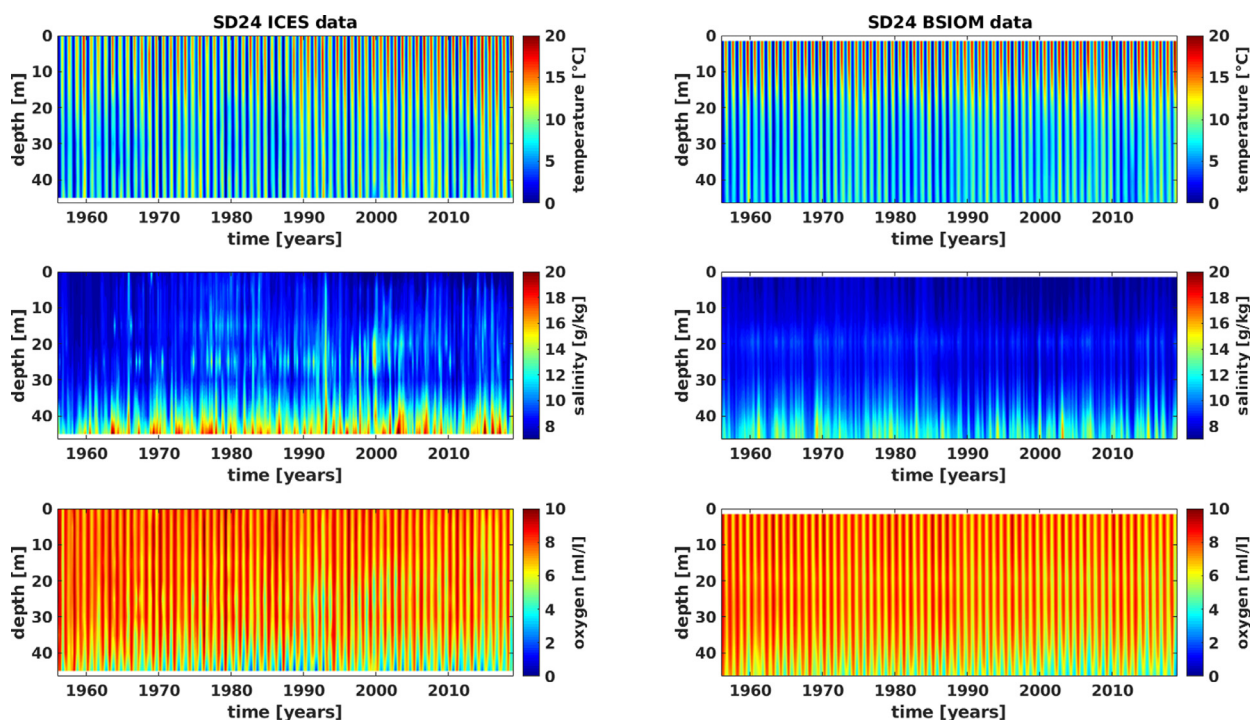 SD24 ICES data
0
10
20
30
40
depth [m]
1960 1970 1980 1990 2000 2010
time [years]
20
15
10
5
0
temperature [°C]
SD24 BSIOM data
0
10
20
30
40
depth [m]
1960 1970 1980 1990 2000 2010
time [years]
20
15
10
5
0
temperature [°C]
0
10
20
30
40
depth [m]
1960 1970 1980 1990 2000 2010
time [years]
20
18
16
14
12
10
8
salinity [g/kg]
0
10
20
30
40
depth [m]
1960 1970 1980 1990 2000 2010
time [years]
20
18
16
14
12
10
8
salinity [g/kg]
0
10
20
30
40
depth [m]
1960 1970 1980 1990 2000 2010
time [years]
10
8
6
4
2
0
oxygen [ml/l]
0
10
20
30
40
depth [m]
1960 1970 1980 1990 2000 2010
time [years]
10
8
6
4
2
0
oxygen [ml/l]